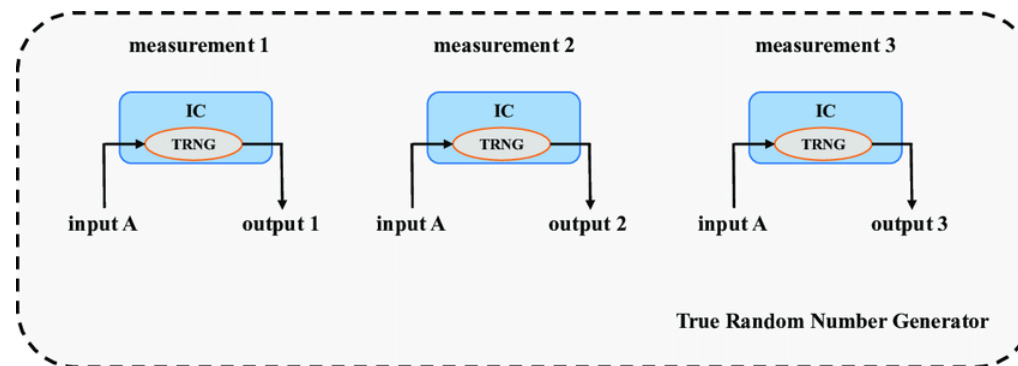 measurement 1
measurement 2
measurement 3
IC
IC
IC
TRNG
TRNG
TRNG
input A
output 1
input A
output 2
input A
output 3
True Random Number Generator